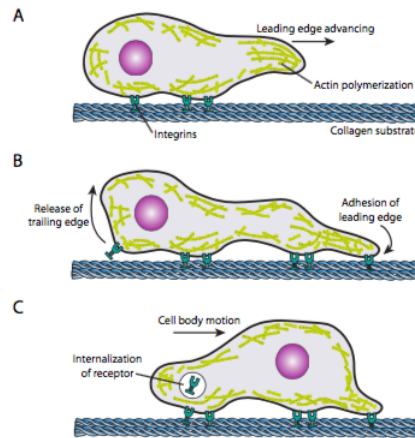 A
Leading edge advancing
Actin polymerization
Integrins
Collagen substrate
B
Release of
trailing edge
Adhesion of
leading edge
C
Cell body motion
Internalization
of receptor